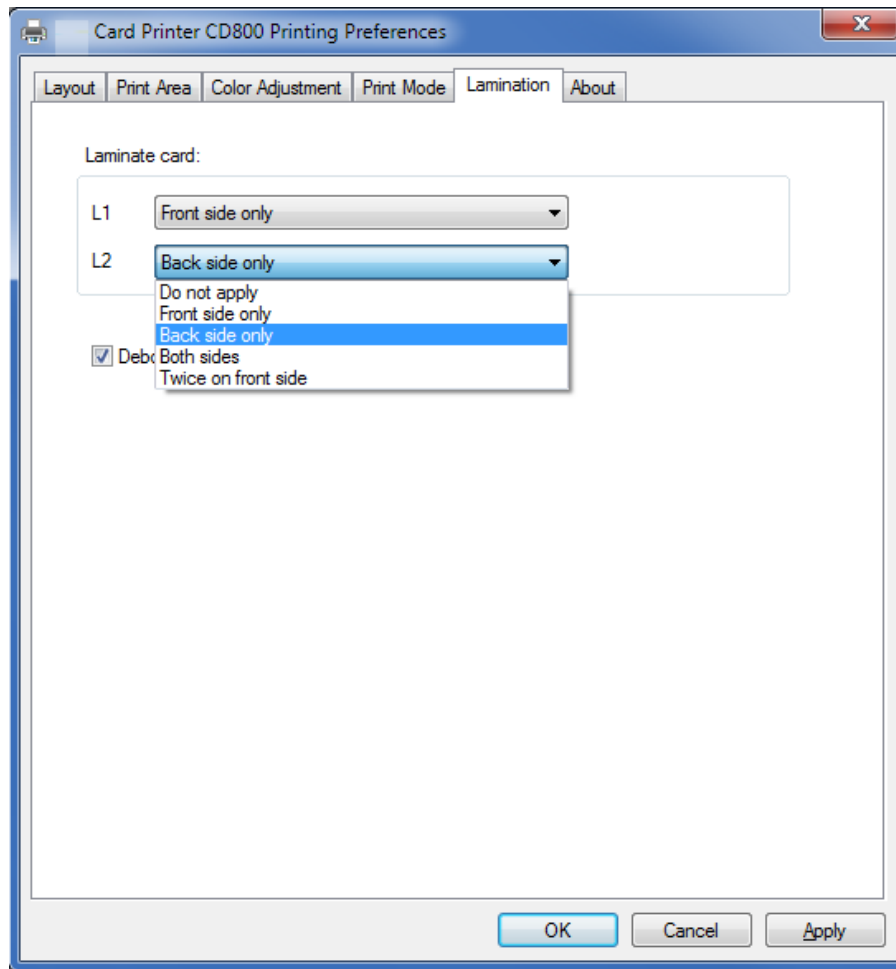 Card Printer CD800 Printing Preferences
Layout Print Area Color Adjustment Print Mode Lamination About
Laminate card:
L1 Front side only
L2 Back side only
Do not apply
Front side only
Back side only
Both sides
Twice on front side
OK Cancel Apply